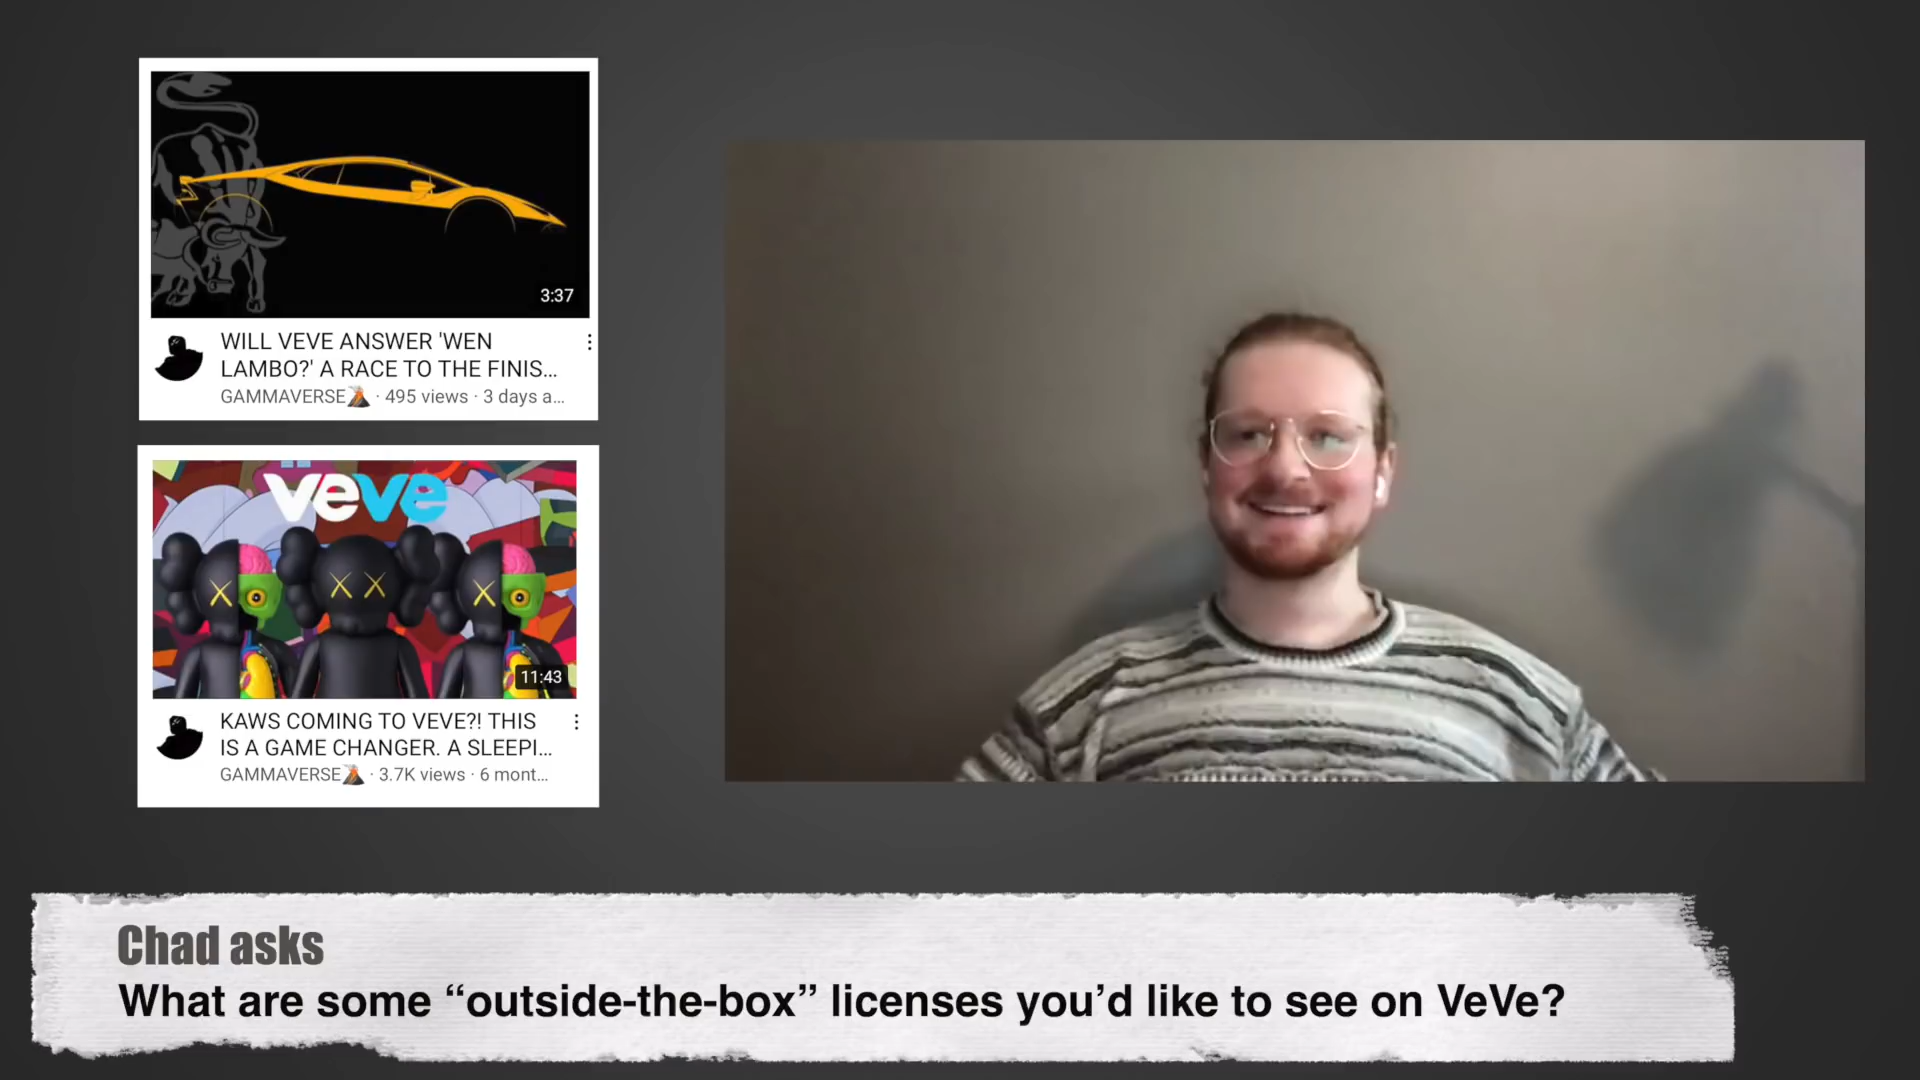 3:37
WILL VEVE ANSWER 'WEN
LAMBO?' A RACE TO THE FINIS...
GAMMAVERSE🌋 · 495 views · 3 days a...
veve
11:43
KAWS COMING TO VEVE?! THIS
IS A GAME CHANGER. A SLEEPI...
GAMMAVERSE🌋 · 3.7K views · 6 mont...
Chad asks
What are some “outside-the-box” licenses you’d like to see on VeVe?